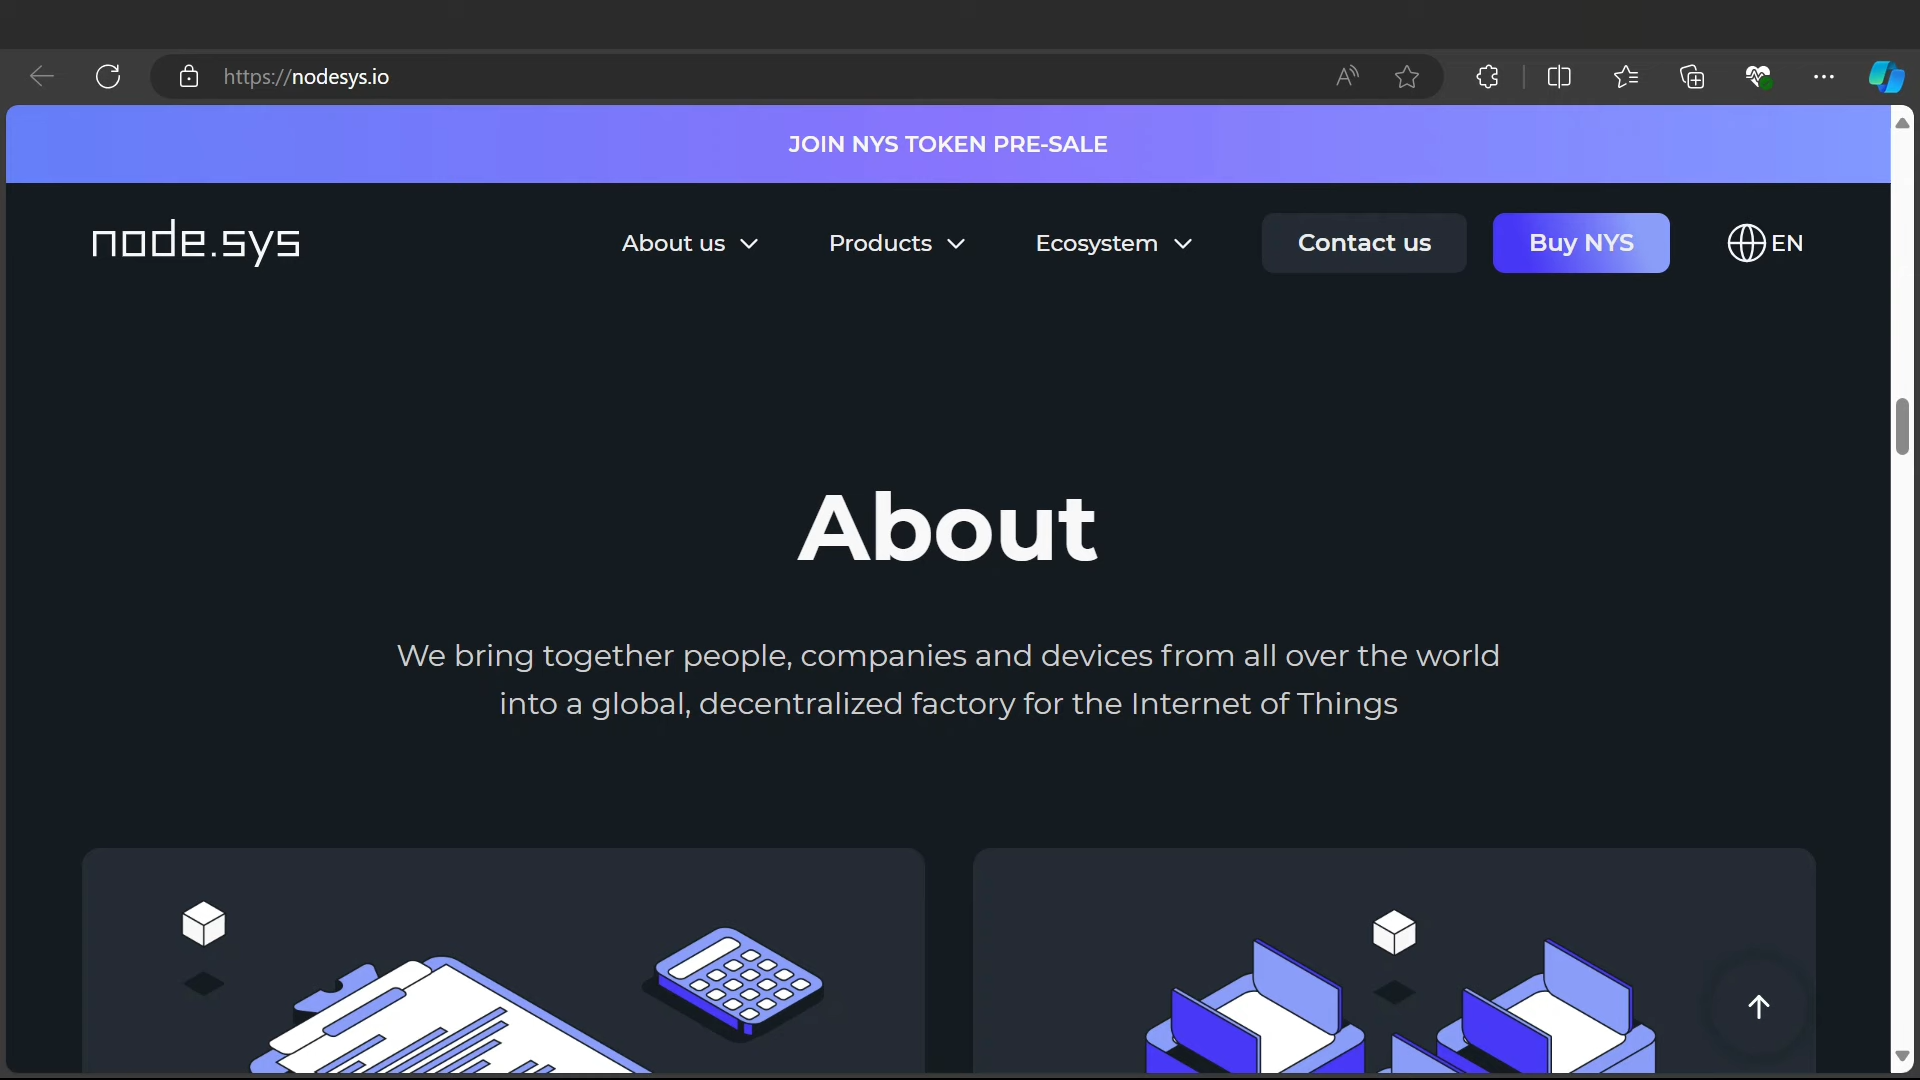 https://nodesys.io
JOIN NYS TOKEN PRE-SALE
node.sys
About us
Products
Ecosystem
Contact us
Buy NYS
EN
About
We bring together people, companies and devices from all over the world
into a global, decentralized factory for the Internet of Things